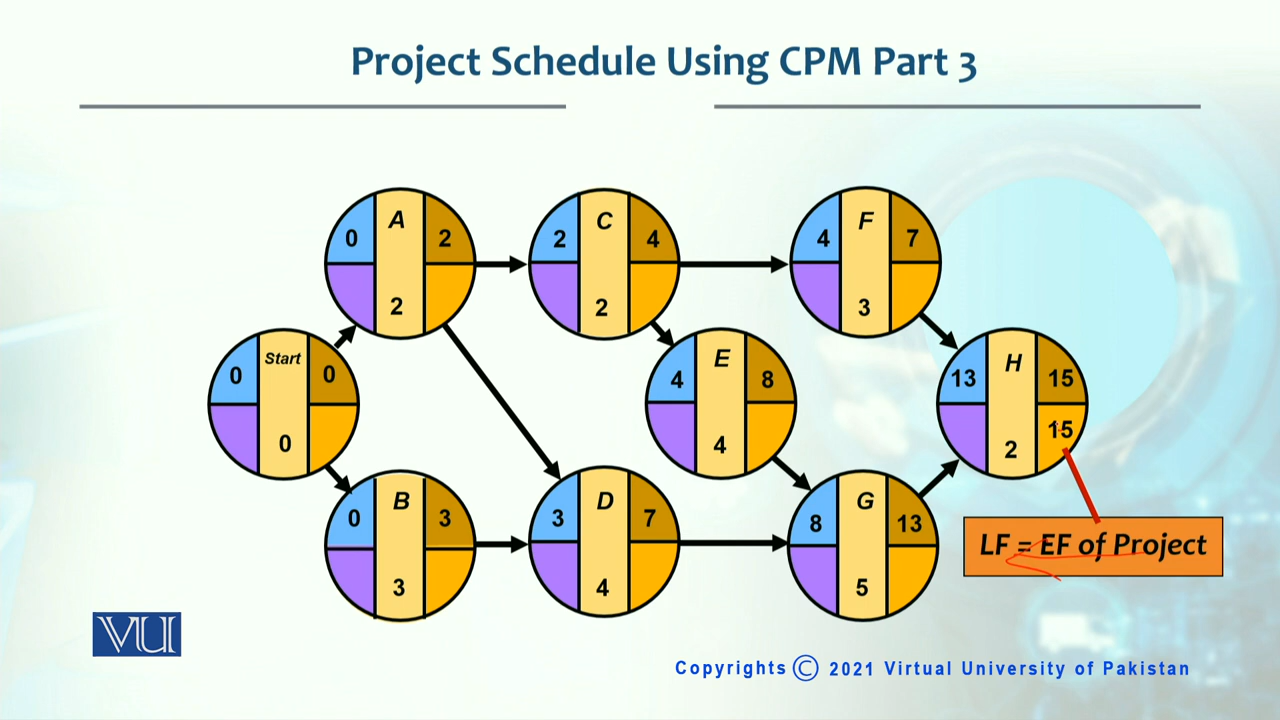 Project Schedule Using CPM Part 3
A
0 2
2
C
2 4
2
F
4 7
3
Start
0 0
0
E
4 8
4
H
13 15
15
2
B
0 3
3
D
3 7
4
G
8 13
5
LF = EF of Project
VU
Copyrights © 2021 Virtual University of Pakistan